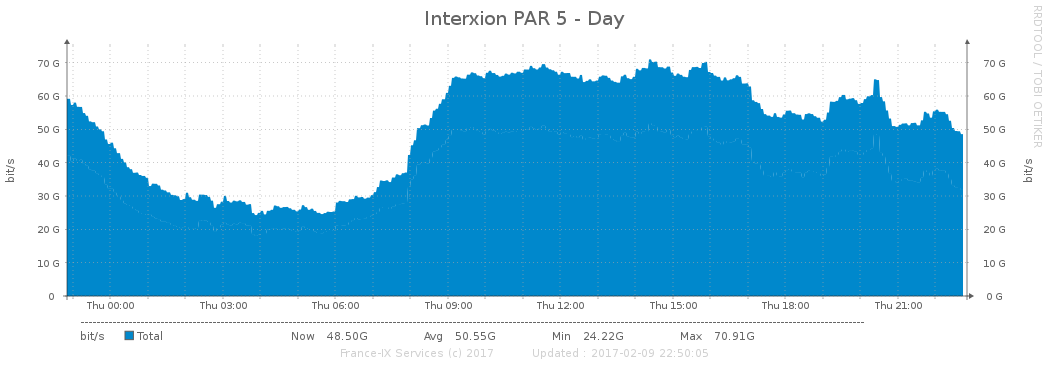 Interxion PAR 5 - Day
RRDTOOL / TOBI OETIKER
bit/s
70 G
60 G
50 G
40 G
30 G
20 G
10 G
0
70 G
60 G
50 G
40 G
30 G
20 G
10 G
0 G
bit/s
Thu 00:00 Thu 03:00 Thu 06:00 Thu 09:00 Thu 12:00 Thu 15:00 Thu 18:00 Thu 21:00
bit/s Total Now 48.50G Avg 50.55G Min 24.22G Max 70.91G
France-IX Services (c) 2017 Updated : 2017-02-09 22:50:05